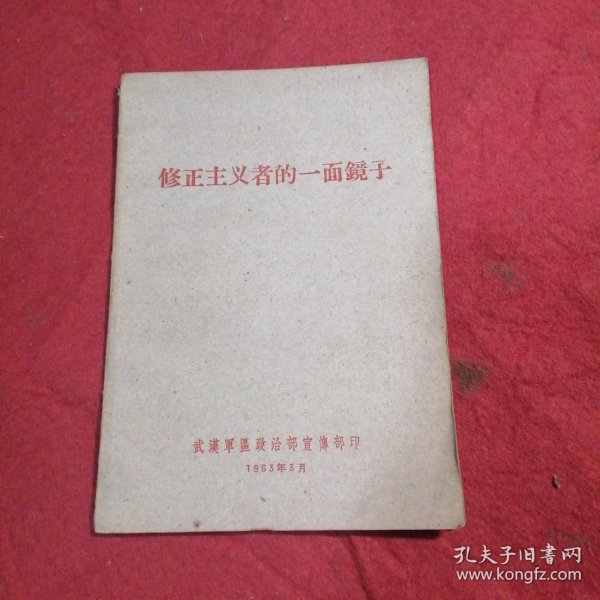 修正主义者的一面鏡子
武漢軍區政治部宣傳部印
1963年3月
孔夫子旧书网
www.kongfz.com